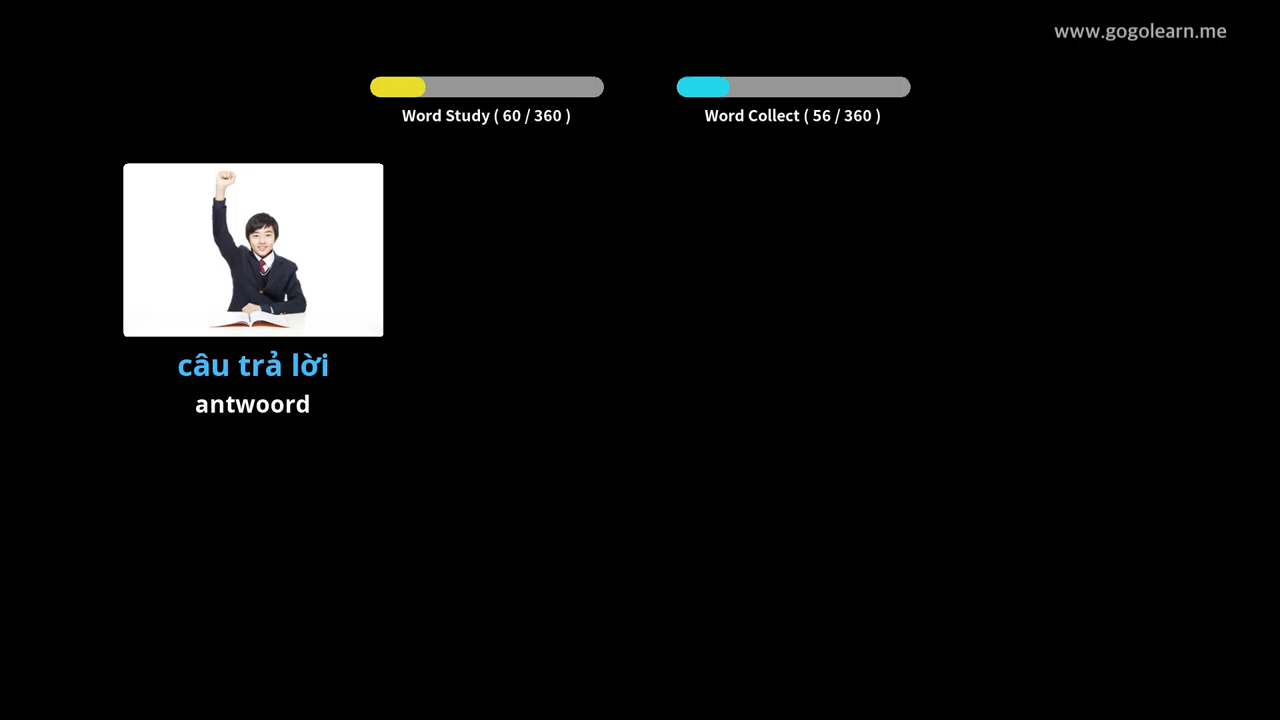 www.gogolearn.me
Word Study ( 60 / 360 )
Word Collect ( 56 / 360 )
câu trả lời
antwoord